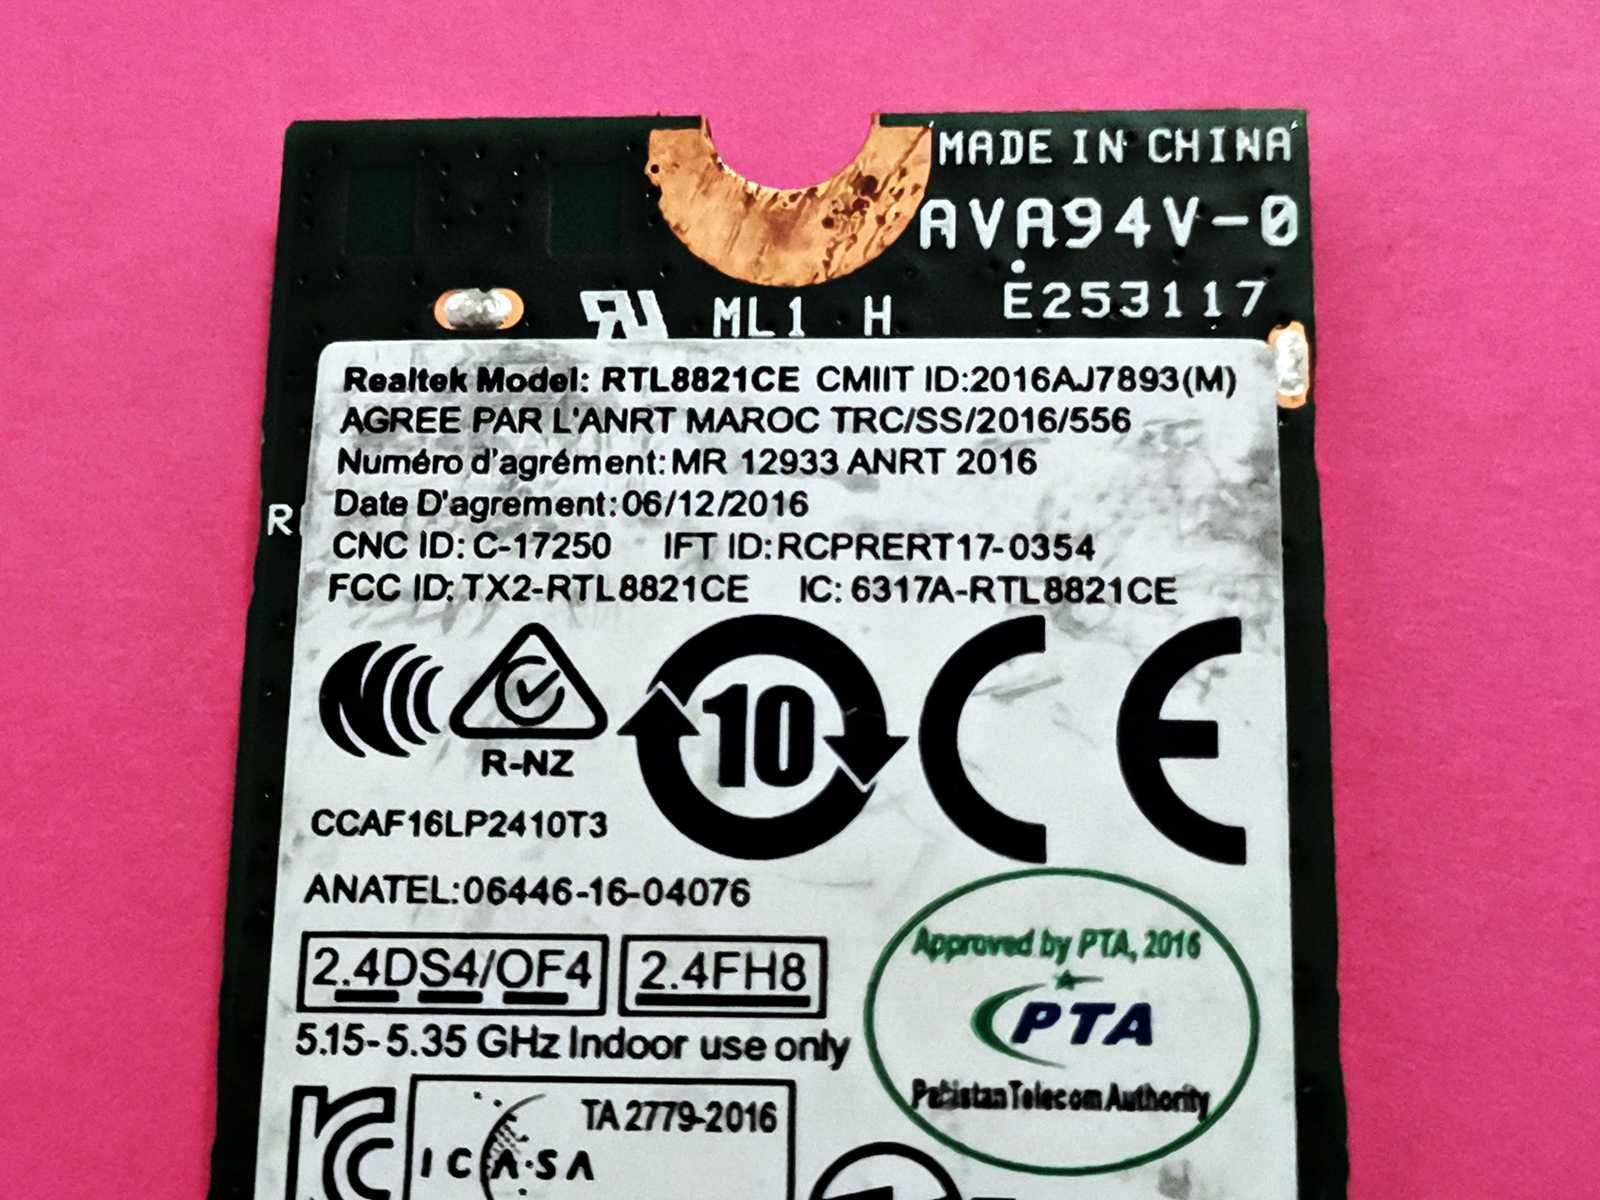 MADE IN CHINA
AVA94V-0
E253117
ML1 H
Realtek Model: RTL8821CE CMIIT ID:2016AJ7893(M)
AGREE PAR L'ANRT MAROC TRC/SS/2016/556
Numéro d'agrément: MR 12933 ANRT 2016
Date D'agrement: 06/12/2016
R
CNC ID: C-17250 IFT ID: RCPRERT17-0354
FCC ID: TX2-RTL8821CE IC: 6317A-RTL8821CE
R-NZ
10
CE
CCAF16LP2410T3
ANATEL:06446-16-04076
Approved by PTA, 2016
PTA
Pakistan Telecom Authority
2.4DS4/OF4 2.4FH8
5.15-5.35 GHz Indoor use only
TA 2779-2016
ICASA